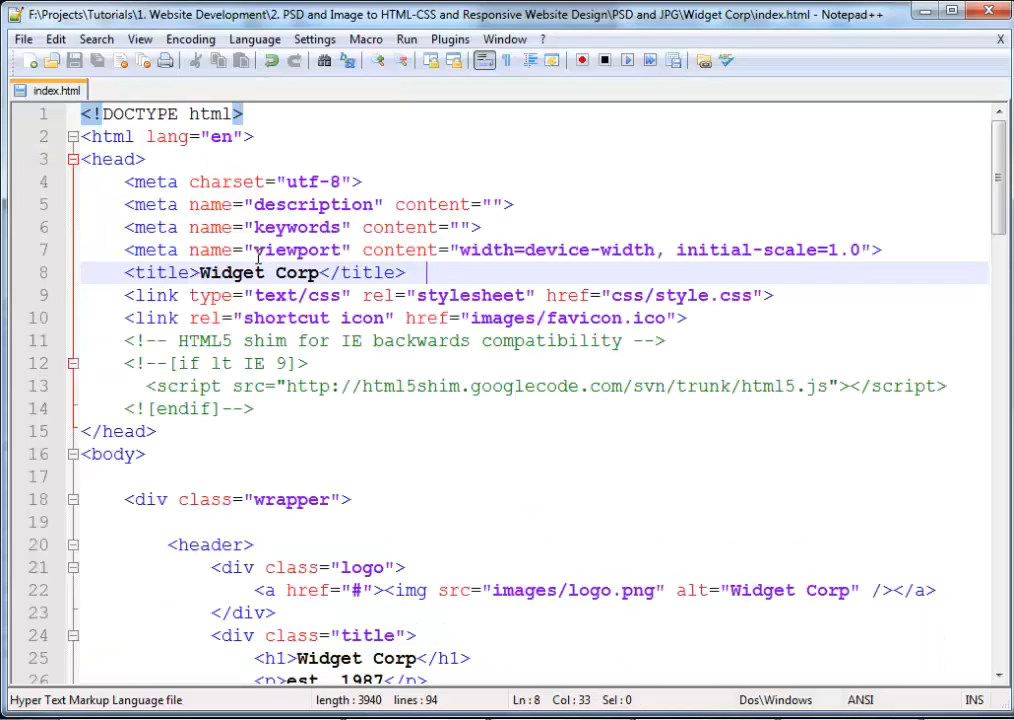 F:\Projects\Tutorials\1. Website Development\2. PSD and Image to HTML-CSS and Responsive Website Design\PSD and JPG\Widget Corp\index.html - Notepad++
File Edit Search View Encoding Language Settings Macro Run Plugins Window ? X
index.html
1 <!DOCTYPE html>
2 <html lang="en">
3 <head>
4 <meta charset="utf-8">
5 <meta name="description" content="">
6 <meta name="keywords" content="">
7 <meta name="viewport" content="width=device-width, initial-scale=1.0">
8 <title>Widget Corp</title>
9 <link type="text/css" rel="stylesheet" href="css/style.css">
10 <link rel="shortcut icon" href="images/favicon.ico">
11 <!-- HTML5 shim for IE backwards compatibility -->
12 <!--[if lt IE 9]>
13 <script src="http://html5shim.googlecode.com/svn/trunk/html5.js"></script>
14 <![endif]-->
15 </head>
16 <body>
17
18 <div class="wrapper">
19
20 <header>
21 <div class="logo">
22 <a href="#"><img src="images/logo.png" alt="Widget Corp" /></a>
23 </div>
24 <div class="title">
25 <h1>Widget Corp</h1>
26 <p>est. 1987</p>
Hyper Text Markup Language file length : 3940 lines : 94 Ln : 8 Col : 33 Sel : 0 Dos\Windows ANSI INS